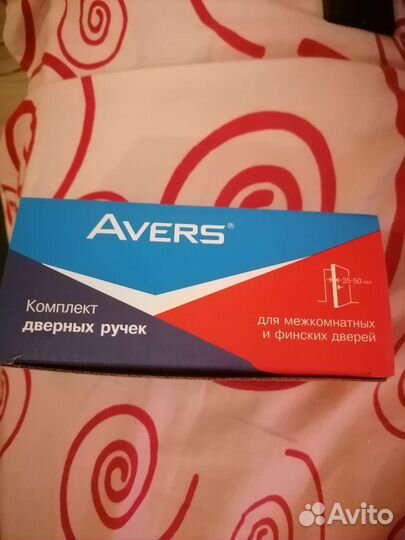 AVERS®
Комплект
дверных ручек
35-50 мм
для межкомнатных
и финских дверей
Avito